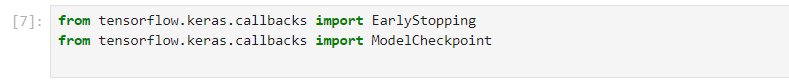 [7]: from tensorflow.keras.callbacks import EarlyStopping
from tensorflow.keras.callbacks import ModelCheckpoint